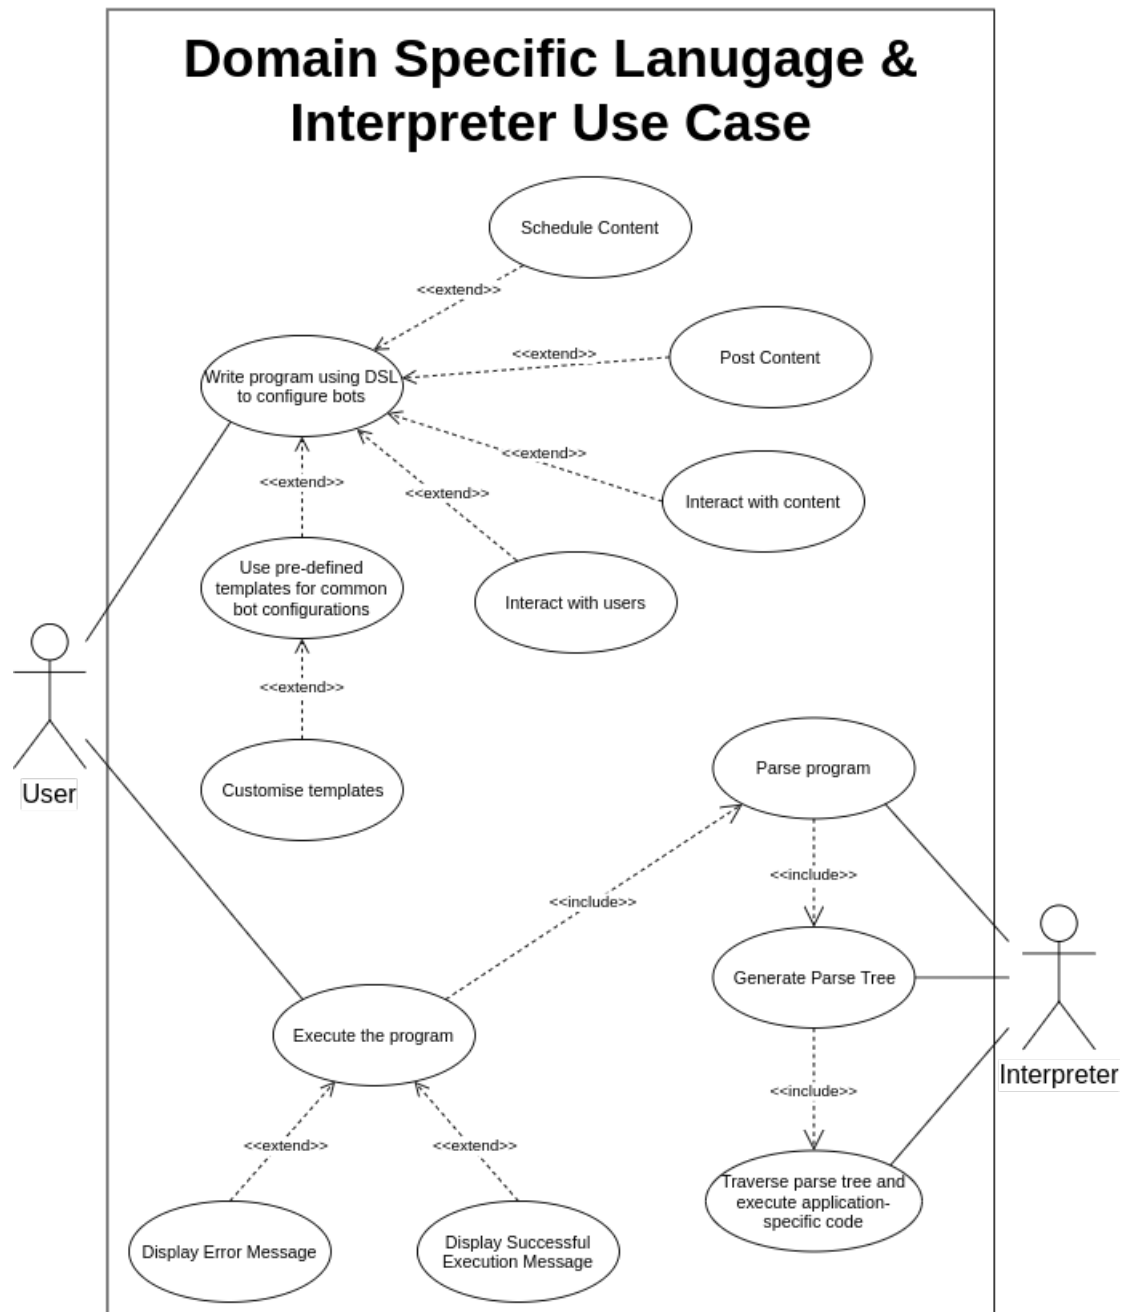 Domain Specific Lanugage &
Interpreter Use Case
Schedule Content
<<extend>>
Post Content
<<extend>>
Write program using DSL
to configure bots
<<extend>>
Interact with content
<<extend>>
<<extend>>
Use pre-defined
templates for common
bot configurations
Interact with users
<<extend>>
Customise templates
User
Parse program
<<include>>
<<include>>
Generate Parse Tree
Execute the program
Interpreter
<<include>>
<<extend>>
<<extend>>
Traverse parse tree and
execute application-
specific code
Display Error Message
Display Successful
Execution Message